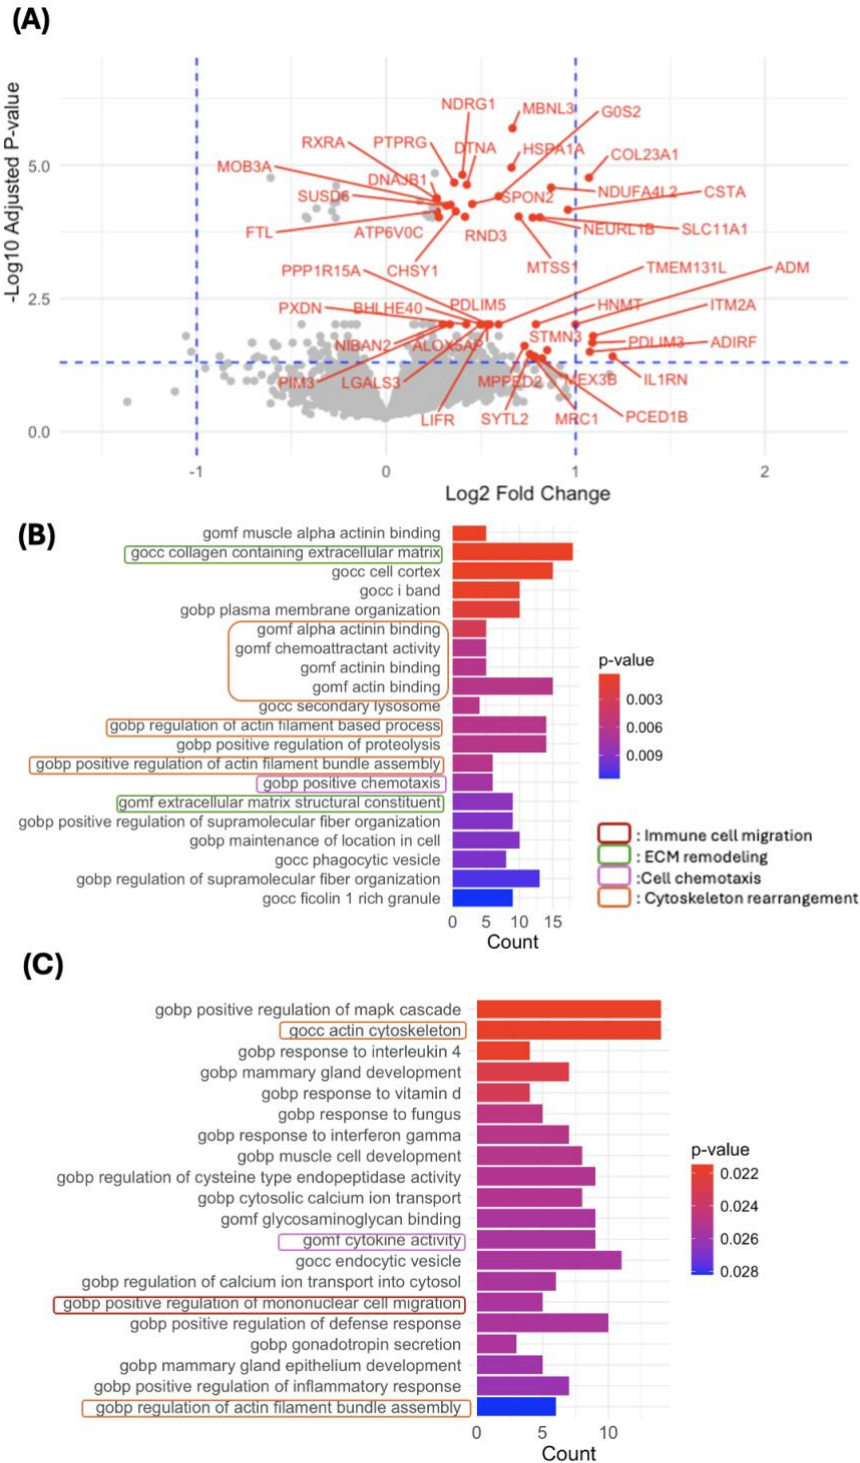 (A)
-Log10 Adjusted P-value
NDRG1
MBNL3
G0S2
RXRA
PTPRG
DTNA
HSPA1A
COL23A1
MOB3A
5.0
DNAJB1
SUSD6
SPON2
NDUFA4L2
CSTA
FTL
ATP6V0C
RND3
NEURL1B
SLC11A1
PPP1R15A
CHSY1
MTSS1
TMEM131L
ADM
2.5
PXDN
BHLHE40
PDLIM5
HNMT
ITM2A
NIBAN2
ALOX5AP
STMN3
PDLIM3
ADIRF
PIM3
LGALS3
MPPED2
MEX3B
IL1RN
LIFR
SYTL2
MRC1
PCED1B
0.0
-1
0
1
2
Log2 Fold Change
(B)
gomf muscle alpha actinin binding
gocc collagen containing extracellular matrix
gocc cell cortex
gocc i band
gobp plasma membrane organization
gomf alpha actinin binding
gomf chemoattractant activity
gomf actinin binding
gomf actin binding
gocc secondary lysosome
gobp regulation of actin filament based process
gobp positive regulation of proteolysis
gobp positive regulation of actin filament bundle assembly
gobp positive chemotaxis
gomf extracellular matrix structural constituent
gobp positive regulation of supramolecular fiber organization
gobp maintenance of location in cell
gocc phagocytic vesicle
gobp regulation of supramolecular fiber organization
gocc ficolin 1 rich granule
0 5 10 15
Count
p-value
0.003
0.006
0.009
: Immune cell migration
: ECM remodeling
:Cell chemotaxis
: Cytoskeleton rearrangement
(C)
gobp positive regulation of mapk cascade
gocc actin cytoskeleton
gobp response to interleukin 4
gobp mammary gland development
gobp response to vitamin d
gobp response to fungus
gobp response to interferon gamma
gobp muscle cell development
gobp regulation of cysteine type endopeptidase activity
gobp cytosolic calcium ion transport
gomf glycosaminoglycan binding
gomf cytokine activity
gocc endocytic vesicle
gobp regulation of calcium ion transport into cytosol
gobp positive regulation of mononuclear cell migration
gobp positive regulation of defense response
gobp gonadotropin secretion
gobp mammary gland epithelium development
gobp positive regulation of inflammatory response
gobp regulation of actin filament bundle assembly
0 5 10
Count
p-value
0.022
0.024
0.026
0.028